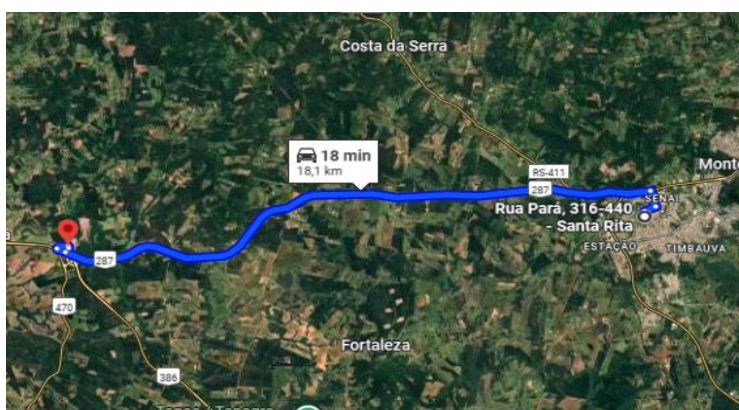 Costa da Serra
18 min
18,1 km
RS-411
287
Mont
SENAI
Rua Pará, 316-440
- Santa Rita
ESTAÇÃO
TIMBAÚVA
a
287
470
Fortaleza
386